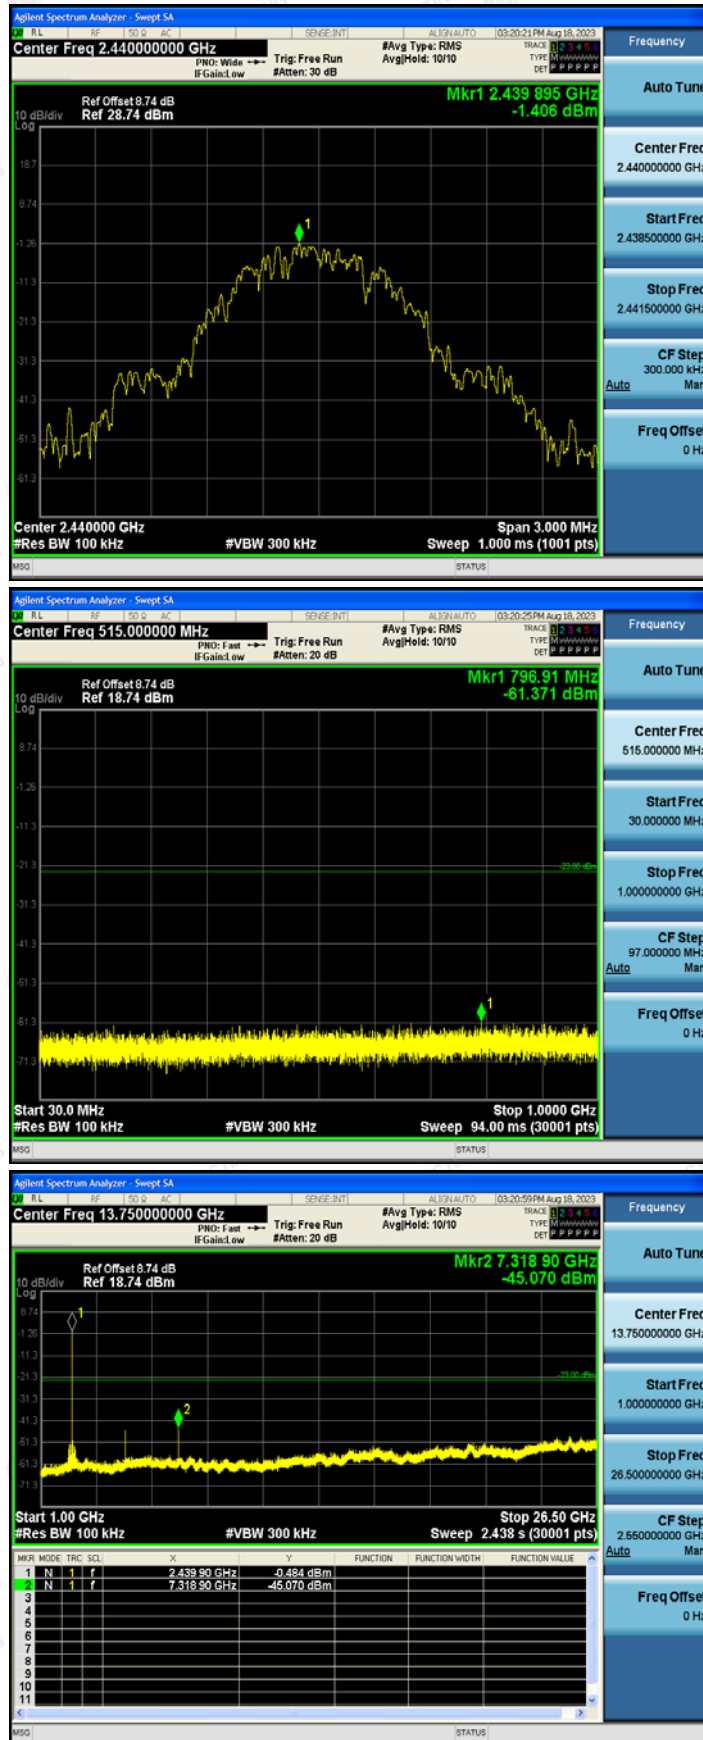 Agilent Spectrum Analyzer - Swept SA
RL RF 50 Ω AC SENSE:INT ALIGNAUTO 03:20:21 PM Aug 18, 2023
Center Freq 2.440000000 GHz
PNO: Wide
IFGain:Low
Trig: Free Run
#Atten: 30 dB
#Avg Type: RMS
Avg|Hold: 10/10
TRACE 1 2 3 4 5 6
TYPE M
DET P P P P P P
Frequency
Auto Tune
Mkr1 2.439 895 GHz
-1.406 dBm
Ref Offset 8.74 dB
10 dB/div Ref 28.74 dBm
Log
18.7
8.74
-1.26
-11.3
-21.3
-31.3
-41.3
-51.3
-61.3
1
Center Freq
2.440000000 GHz
Start Freq
2.438500000 GHz
Stop Freq
2.441500000 GHz
CF Step
300.000 kHz
Auto Man
Freq Offset
0 Hz
Center 2.440000 GHz Span 3.000 MHz
#Res BW 100 kHz #VBW 300 kHz Sweep 1.000 ms (1001 pts)
MSG STATUS
Agilent Spectrum Analyzer - Swept SA
RL RF 50 Ω AC SENSE:INT ALIGNAUTO 03:20:25 PM Aug 18, 2023
Center Freq 515.000000 MHz
PNO: Fast
IFGain:Low
Trig: Free Run
#Atten: 20 dB
#Avg Type: RMS
Avg|Hold: 10/10
TRACE 1 2 3 4 5 6
TYPE M
DET P P P P P P
Frequency
Auto Tune
Mkr1 796.91 MHz
-61.371 dBm
Ref Offset 8.74 dB
10 dB/div Ref 18.74 dBm
Log
8.74
-1.26
-11.3
-21.3
-31.3
-41.3
-51.3
-61.3
-71.3
-23.00 dBm
1
Center Freq
515.000000 MHz
Start Freq
30.000000 MHz
Stop Freq
1.000000000 GHz
CF Step
97.000000 MHz
Auto Man
Freq Offset
0 Hz
Start 30.0 MHz Stop 1.0000 GHz
#Res BW 100 kHz #VBW 300 kHz Sweep 94.00 ms (30001 pts)
MSG STATUS
Agilent Spectrum Analyzer - Swept SA
RL RF 50 Ω AC SENSE:INT ALIGNAUTO 03:20:59 PM Aug 18, 2023
Center Freq 13.750000000 GHz
PNO: Fast
IFGain:Low
Trig: Free Run
#Atten: 20 dB
#Avg Type: RMS
Avg|Hold: 10/10
TRACE 1 2 3 4 5 6
TYPE M
DET P P P P P P
Frequency
Auto Tune
Mkr2 7.318 90 GHz
-45.070 dBm
Ref Offset 8.74 dB
10 dB/div Ref 18.74 dBm
Log
8.74
-1.26
-11.3
-21.3
-31.3
-41.3
-51.3
-61.3
-71.3
-23.00 dBm
1
2
Center Freq
13.750000000 GHz
Start Freq
1.000000000 GHz
Stop Freq
26.500000000 GHz
CF Step
2.550000000 GHz
Auto Man
Freq Offset
0 Hz
Start 1.00 GHz Stop 26.50 GHz
#Res BW 100 kHz #VBW 300 kHz Sweep 2.438 s (30001 pts)
MKR MODE TRC SCL X Y FUNCTION FUNCTION WIDTH FUNCTION VALUE
1 N 1 f 2.439 90 GHz -0.484 dBm
2 N 1 f 7.318 90 GHz -45.070 dBm
3
4
5
6
7
8
9
10
11
MSG STATUS